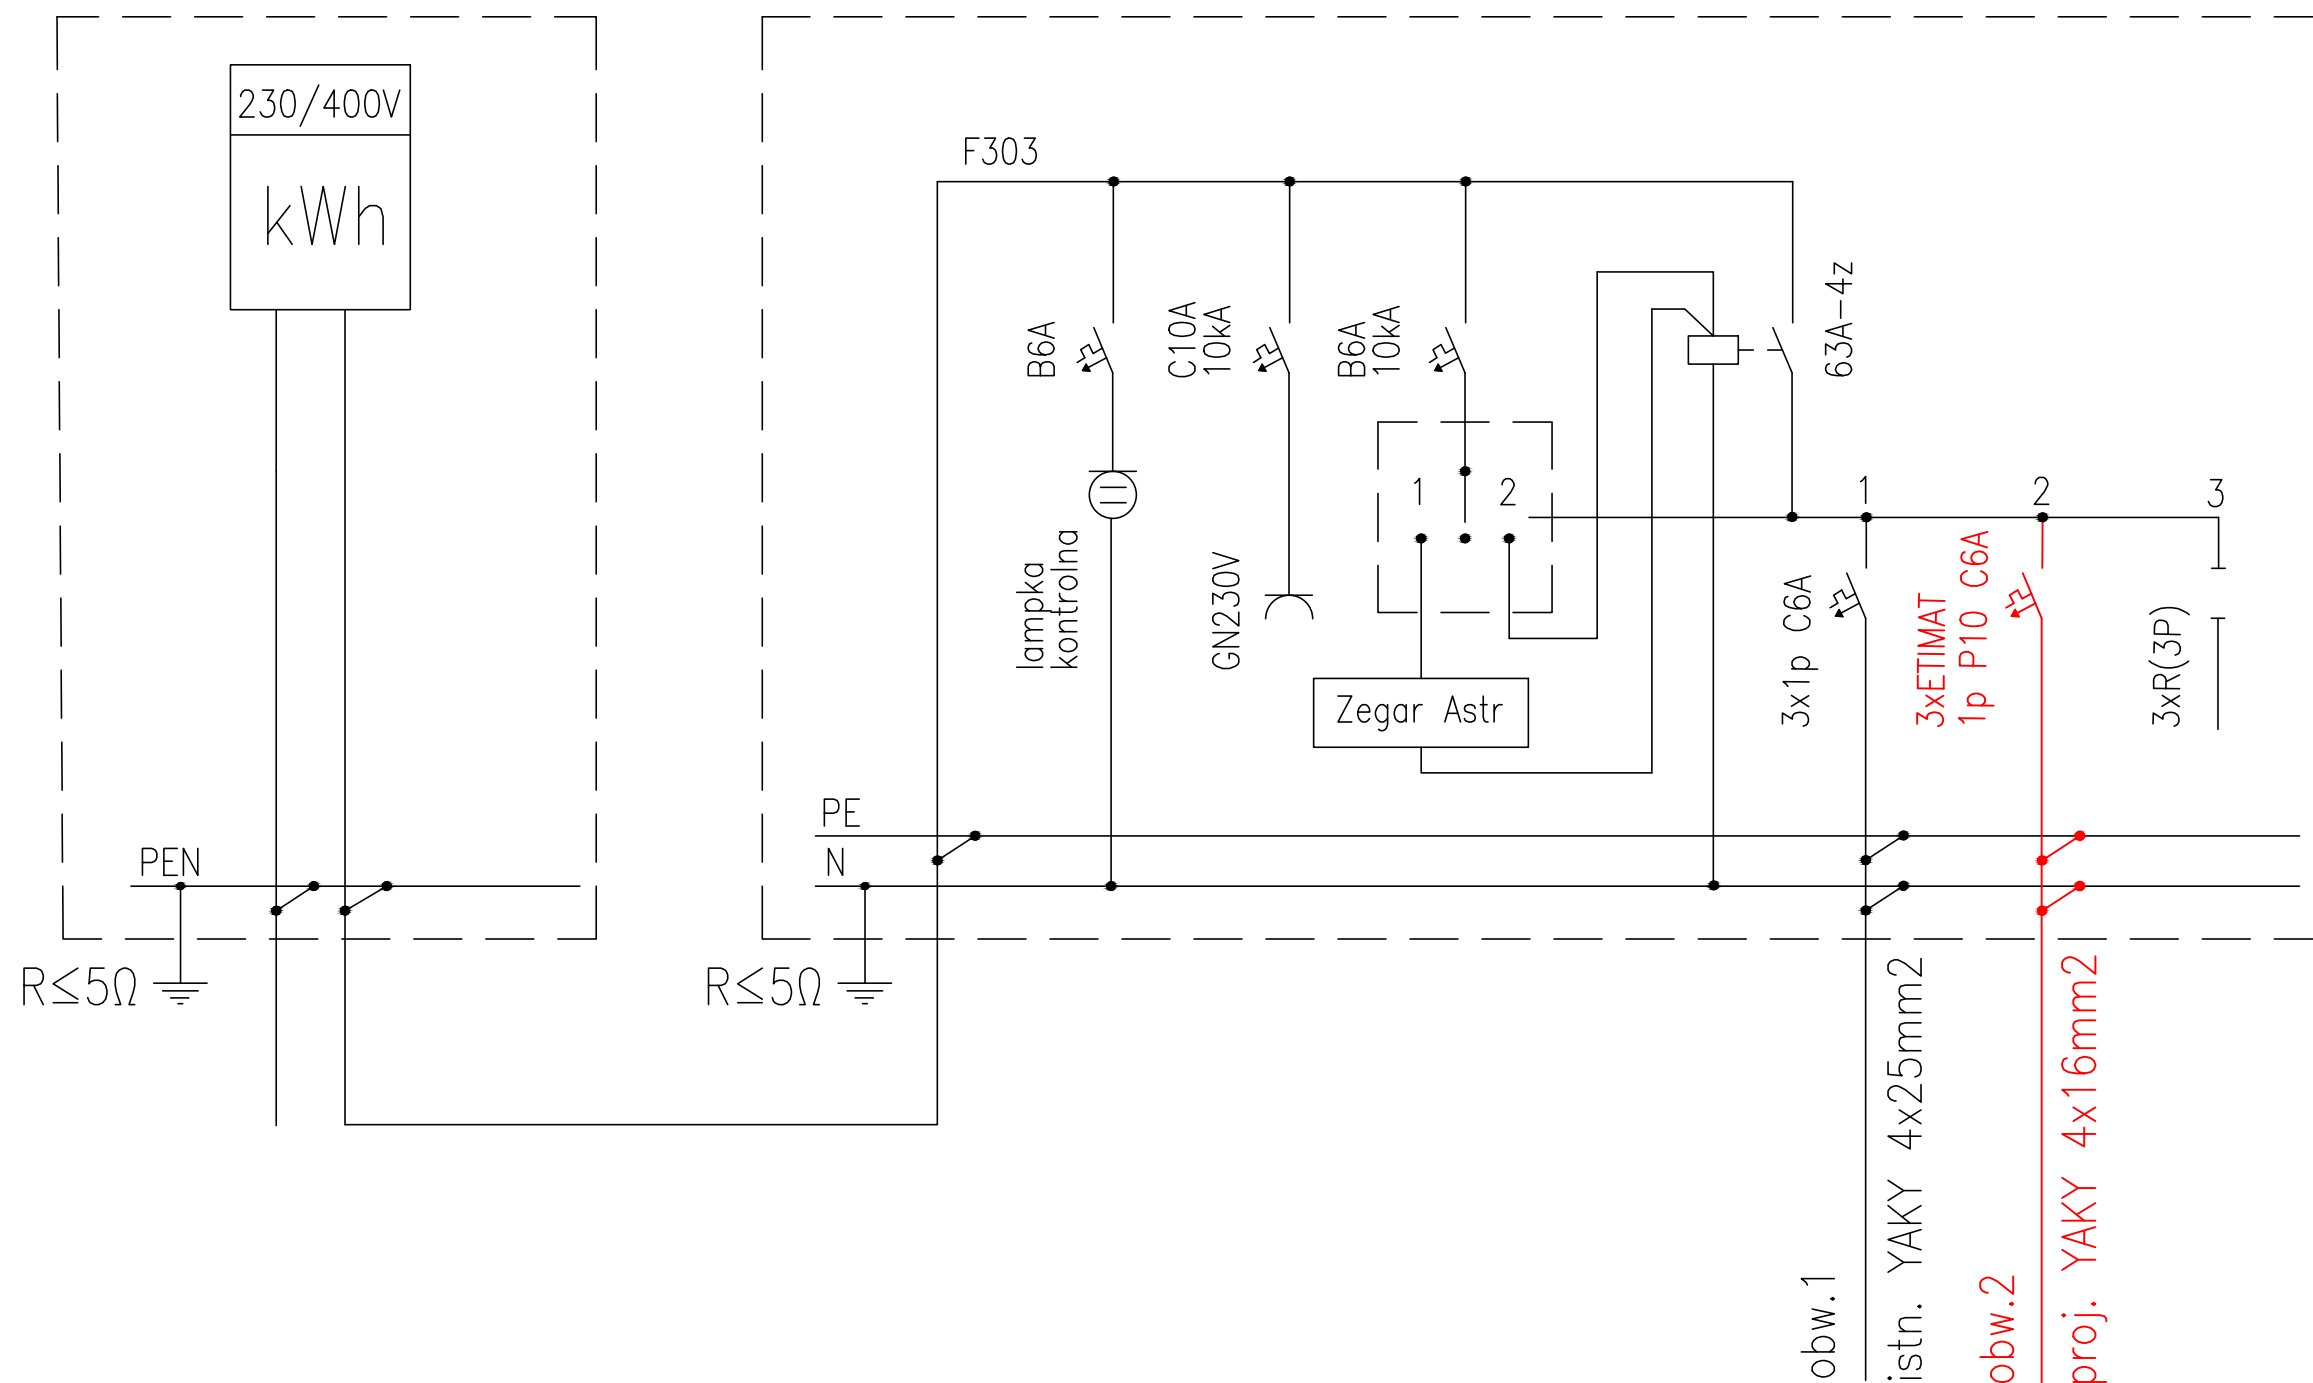 230/400V
kWh
F303
B6A
C10A
10kA
B6A
10kA
63A-4z
lampka
kontrolna
GN230V
1
2
1
2
3
Zegar Astr
3x1p C6A
3xETIMAT
1p P10 C6A
3xR(3P)
PE
N
PEN
R≤5Ω
R≤5Ω
obw.1
istn. YAKY 4x25mm2
obw.2
proj. YAKY 4x16mm2